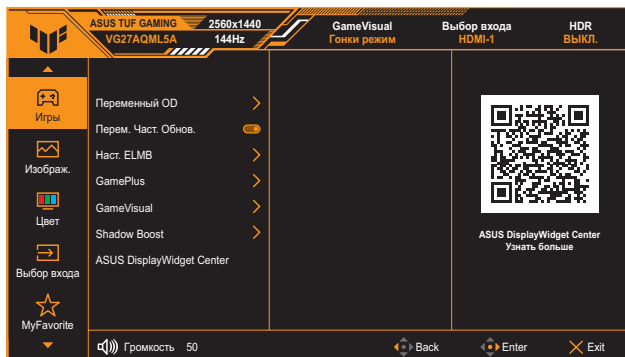 ASUS TUF GAMING 2560x1440
VG27AQML5A 144Hz
GameVisual
Гонки режим
Выбор входа
HDMI-1
HDR
ВЫКЛ.
Игры
Изображ.
Цвет
Выбор входа
MyFavorite
Переменный OD
Перем. Част. Обнов.
Наст. ELMB
GamePlus
GameVisual
Shadow Boost
ASUS DisplayWidget Center
ASUS DisplayWidget Center
Узнать больше
Громкость 50
Back
Enter
Exit